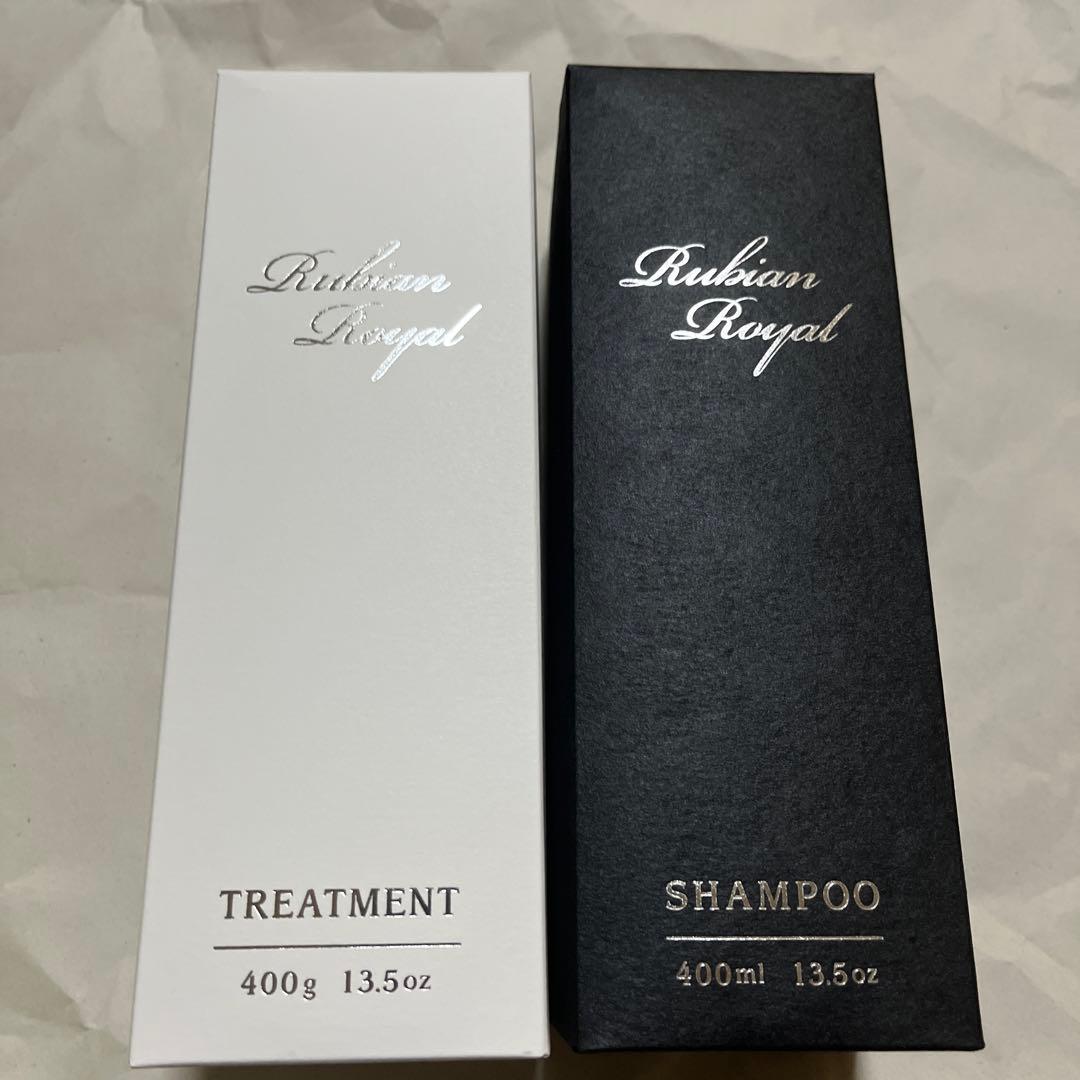 Rubian
Royal
TREATMENT
400g 13.5oz
Rubian
Royal
SHAMPOO
400ml 13.5oz